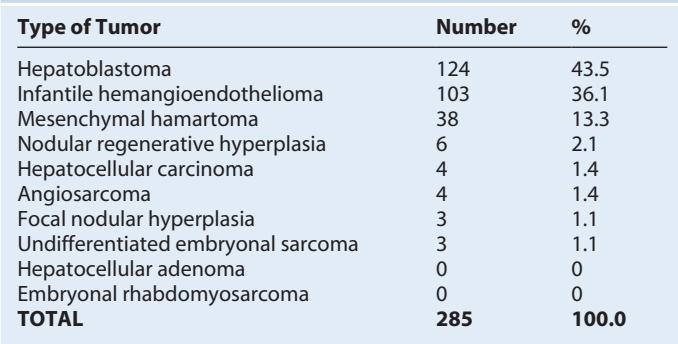 Type of Tumor Number %
Hepatoblastoma 124 43.5
Infantile hemangioendothelioma 103 36.1
Mesenchymal hamartoma 38 13.3
Nodular regenerative hyperplasia 6 2.1
Hepatocellular carcinoma 4 1.4
Angiosarcoma 4 1.4
Focal nodular hyperplasia 3 1.1
Undifferentiated embryonal sarcoma 3 1.1
Hepatocellular adenoma 0 0
Embryonal rhabdomyosarcoma 0 0
TOTAL 285 100.0